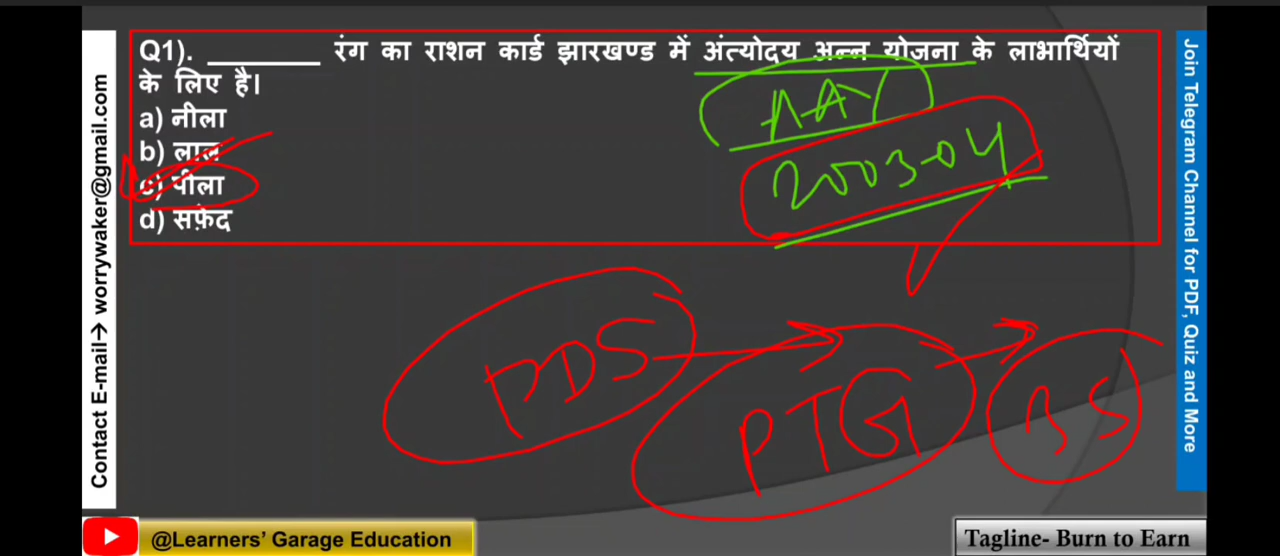 Q1). ________ रंग का राशन कार्ड झारखण्ड में अंत्योदय अन्न योजना के लाभार्थियों
के लिए है।
a) नीला
b) लाल
c) पीला
d) सफ़ेद
AAY
2003-04
PDS
PTG
BS
Contact E-mail→ worrywaker@gmail.com
Join Telegram Channel for PDF, Quiz and More
@Learners' Garage Education
Tagline- Burn to Earn